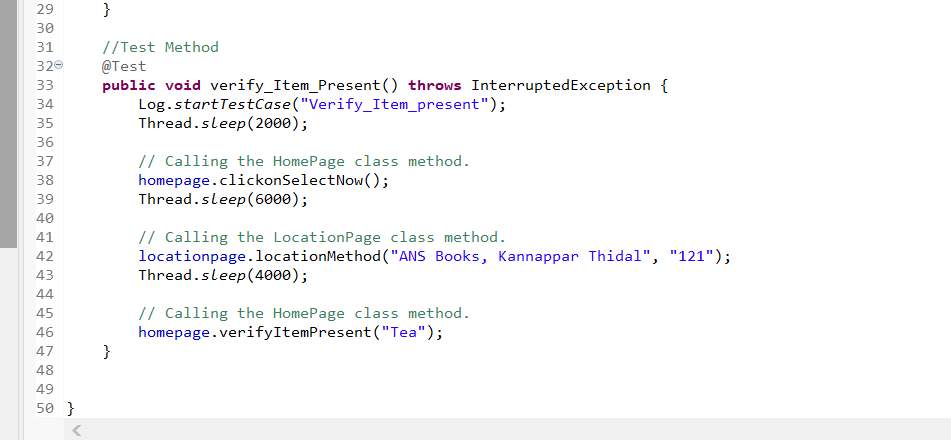 29     }
30
31     //Test Method
32     @Test
33     public void verify_Item_Present() throws InterruptedException {
34         Log.startTestCase("Verify_Item_present");
35         Thread.sleep(2000);
36
37         // Calling the HomePage class method.
38         homepage.clickonSelectNow();
39         Thread.sleep(6000);
40
41         // Calling the LocationPage class method.
42         locationpage.locationMethod("ANS Books, Kannappar Thidal", "121");
43         Thread.sleep(4000);
44
45         // Calling the HomePage class method.
46         homepage.verifyItemPresent("Tea");
47     }
48
49
50 }